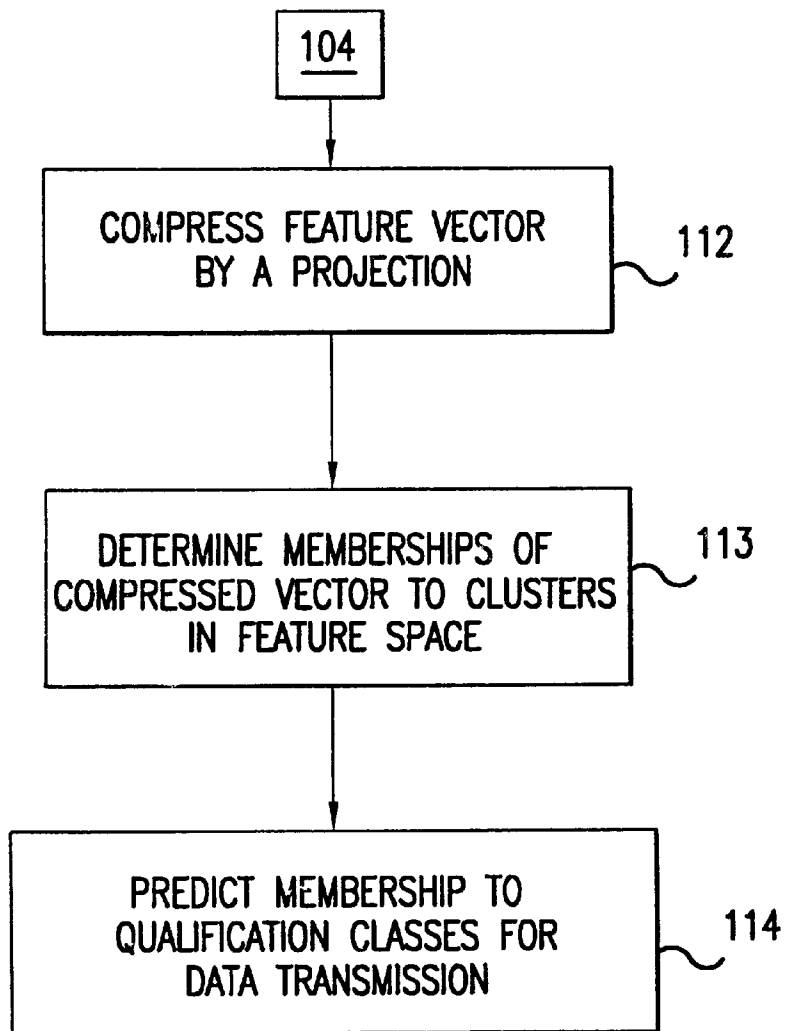 104
COMPRESS FEATURE VECTOR
BY A PROJECTION
112
DETERMINE MEMBERSHIPS OF
COMPRESSED VECTOR TO CLUSTERS
IN FEATURE SPACE
113
PREDICT MEMBERSHIP TO
QUALIFICATION CLASSES FOR
DATA TRANSMISSION
114